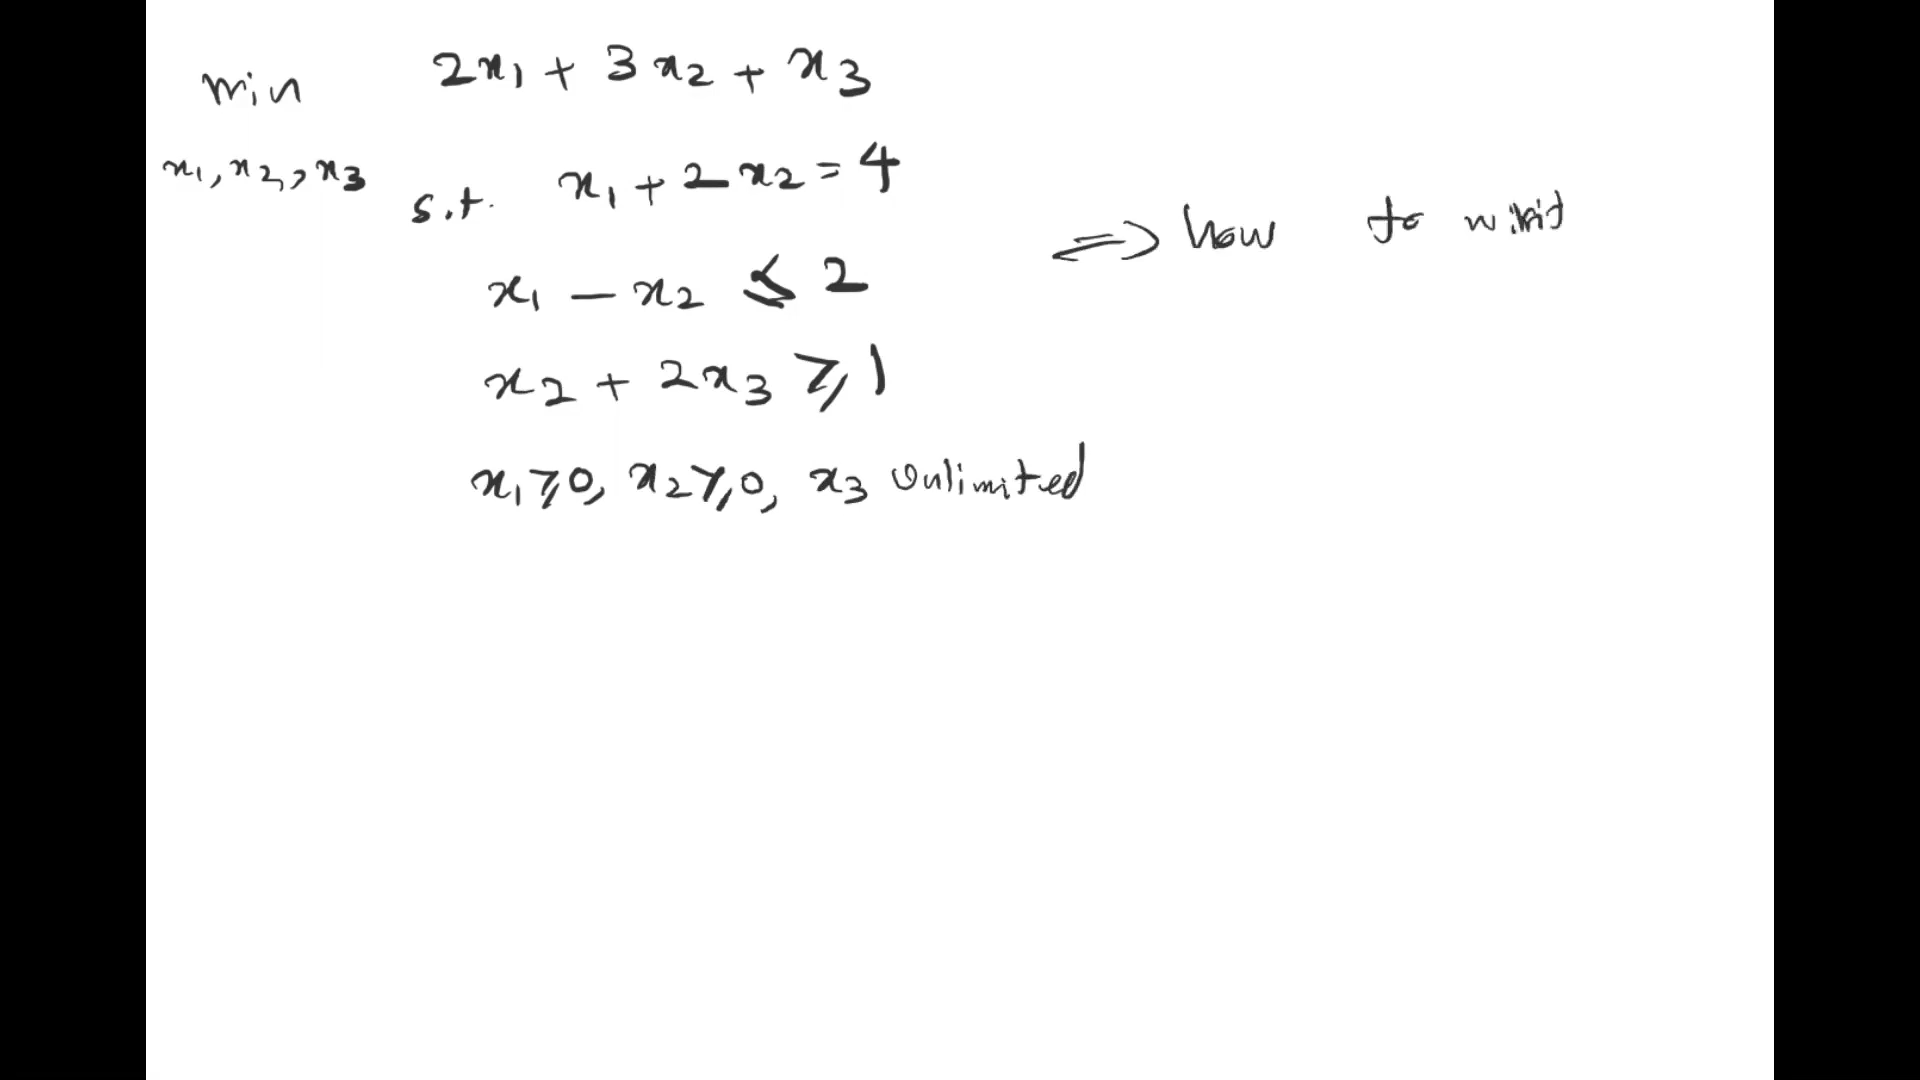 min 2x₁ + 3x₂ + x₃
x₁, x₂, x₃ s.t. x₁ + 2x₂ = 4
x₁ - x₂ ≤ 2 ⇒ how to
x₂ + 2x₃ ≥ 1
x₁ ≥ 0, x₂ ≥ 0, x₃ unlimited